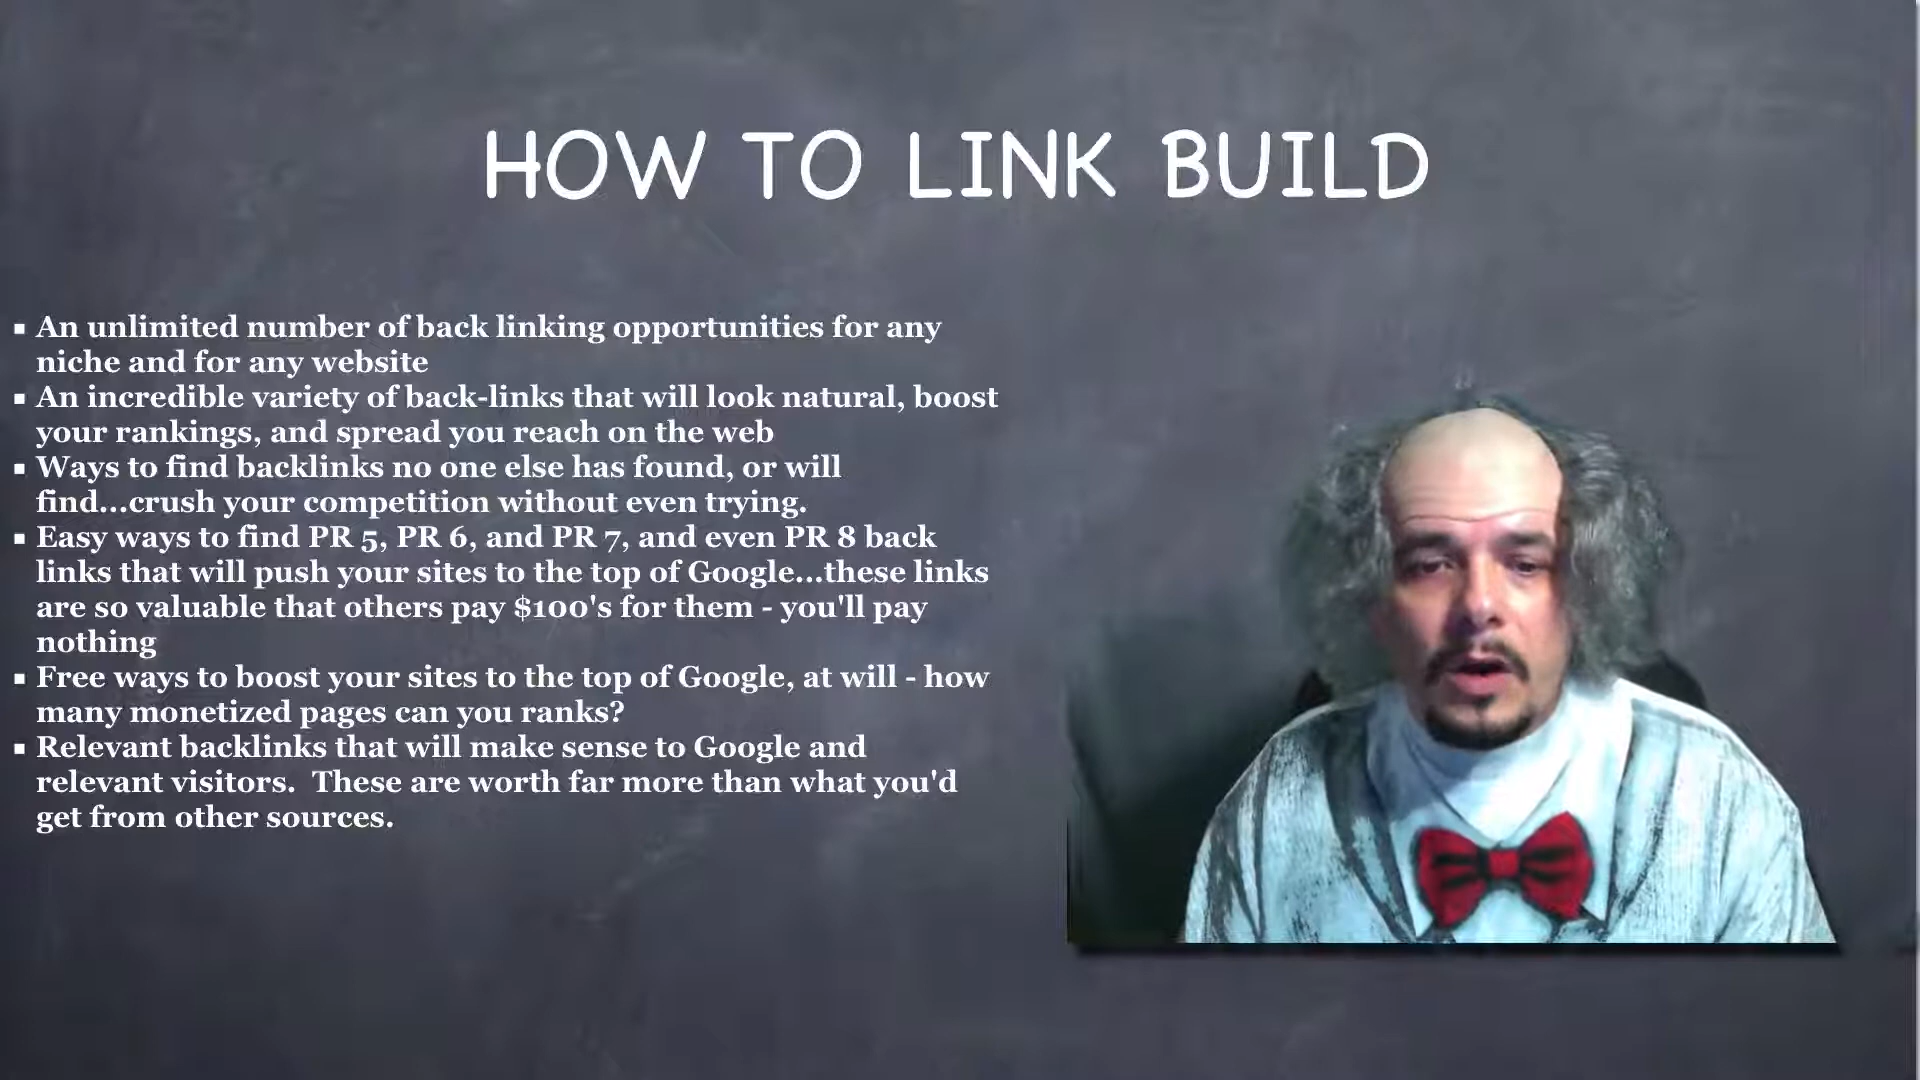 HOW TO LINK BUILD
▪ An unlimited number of back linking opportunities for any
niche and for any website
▪ An incredible variety of back-links that will look natural, boost
your rankings, and spread you reach on the web
▪ Ways to find backlinks no one else has found, or will
find...crush your competition without even trying.
▪ Easy ways to find PR 5, PR 6, and PR 7, and even PR 8 back
links that will push your sites to the top of Google...these links
are so valuable that others pay $100's for them - you'll pay
nothing
▪ Free ways to boost your sites to the top of Google, at will - how
many monetized pages can you ranks?
▪ Relevant backlinks that will make sense to Google and
relevant visitors.  These are worth far more than what you'd
get from other sources.